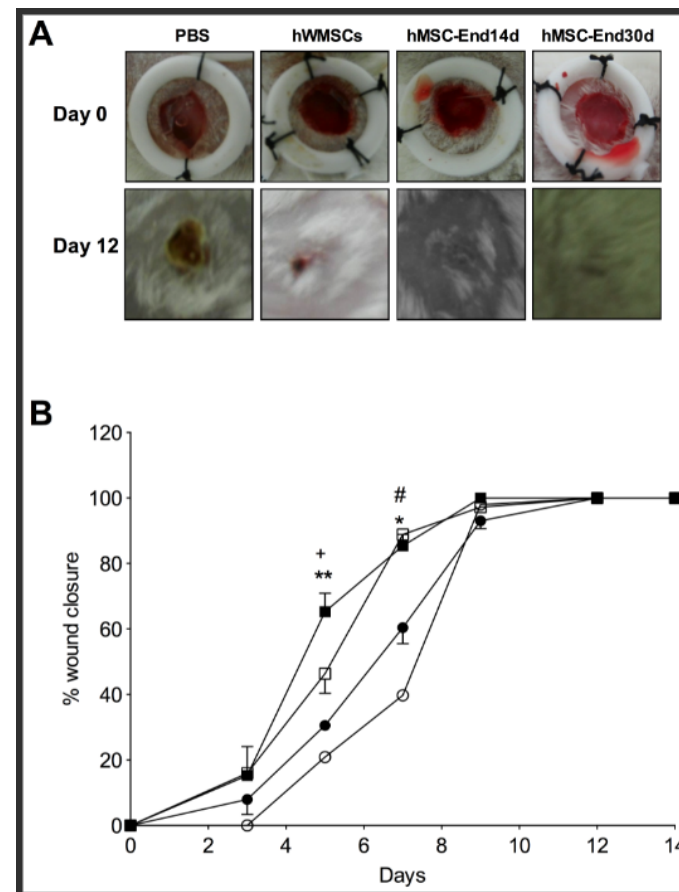 A
PBS hWMSCs hMSC-End14d hMSC-End30d
Day 0
Day 12
B
120
100
80
60
40
20
0
% wound closure
+
**
#
*
0 2 4 6 8 10 12 14
Days